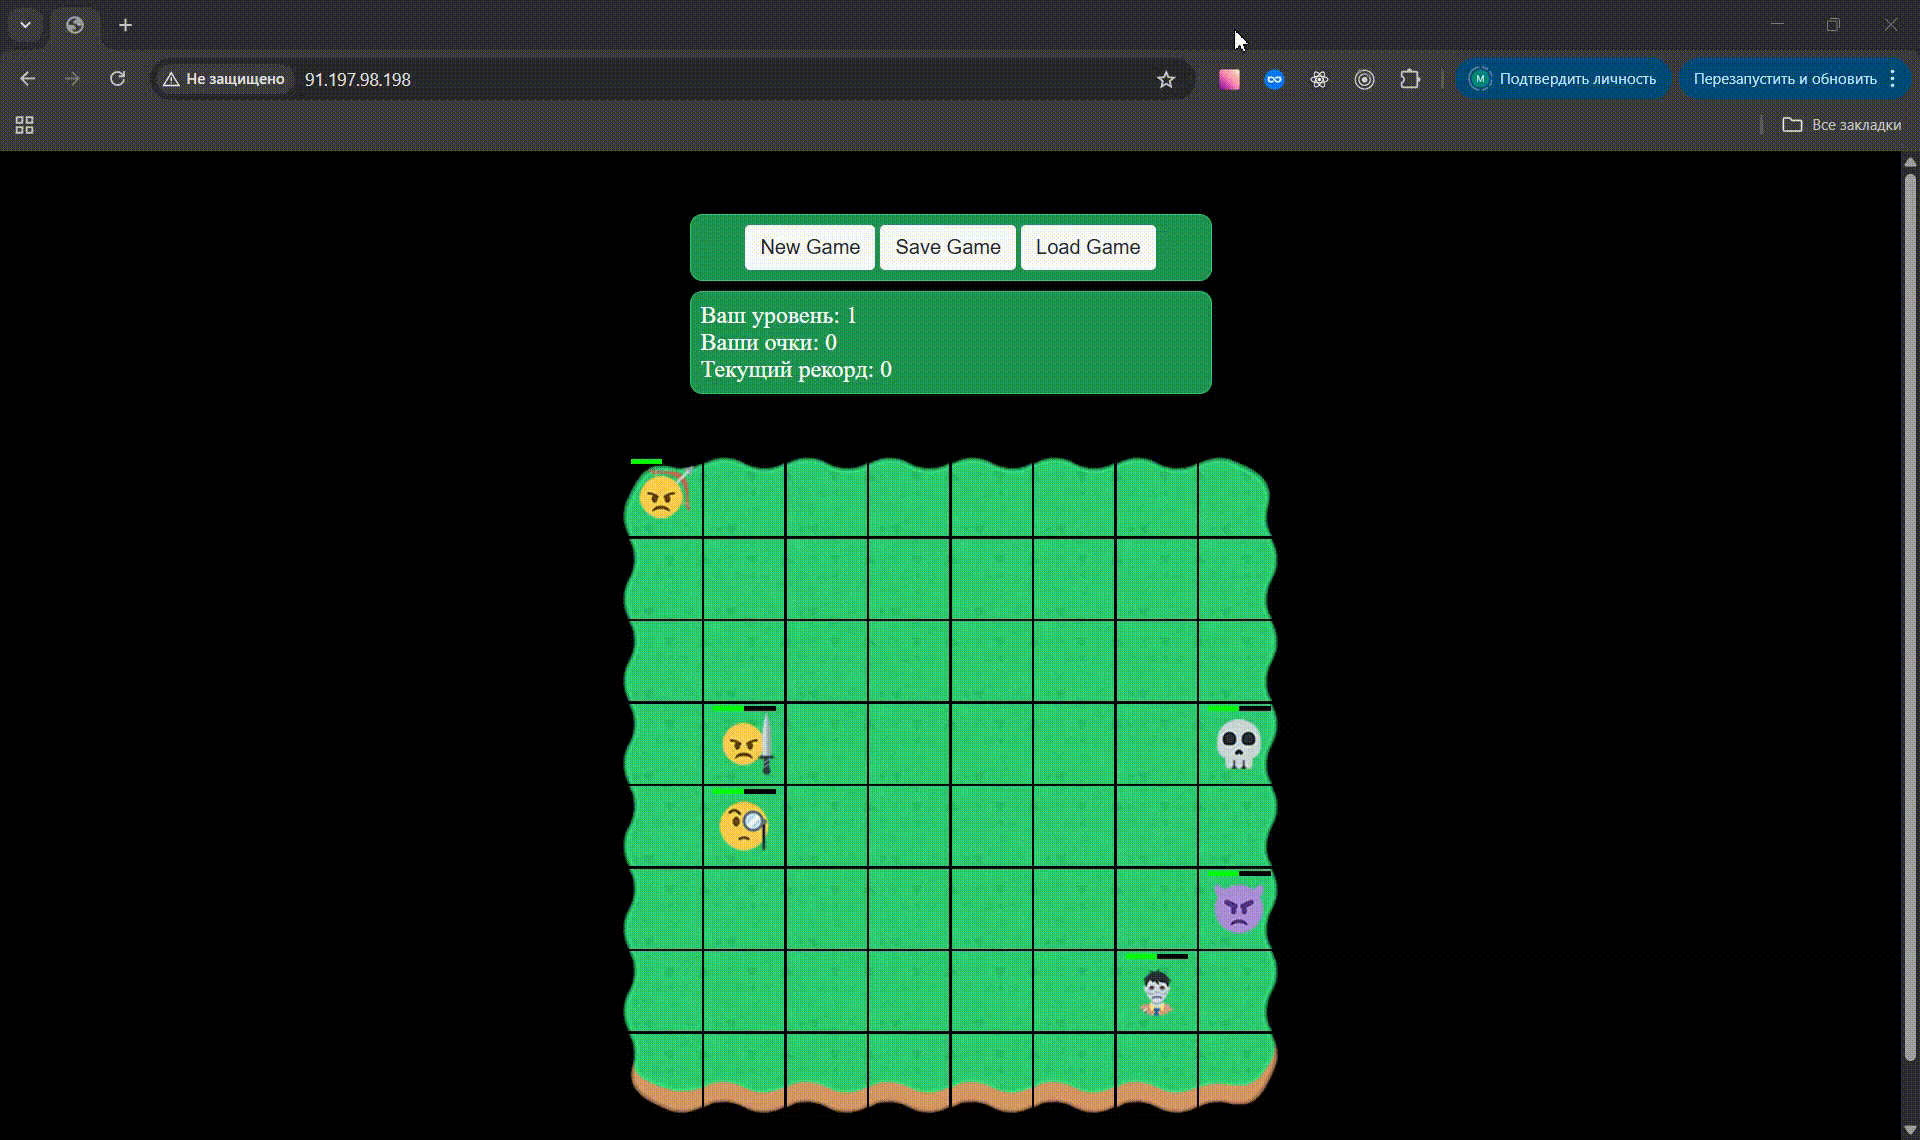 Не защищено
91.197.98.198
Подтвердить личность
Перезапустить и обновить
Все закладки
New Game
Save Game
Load Game
Ваш уровень: 1
Ваши очки: 0
Текущий рекорд: 0